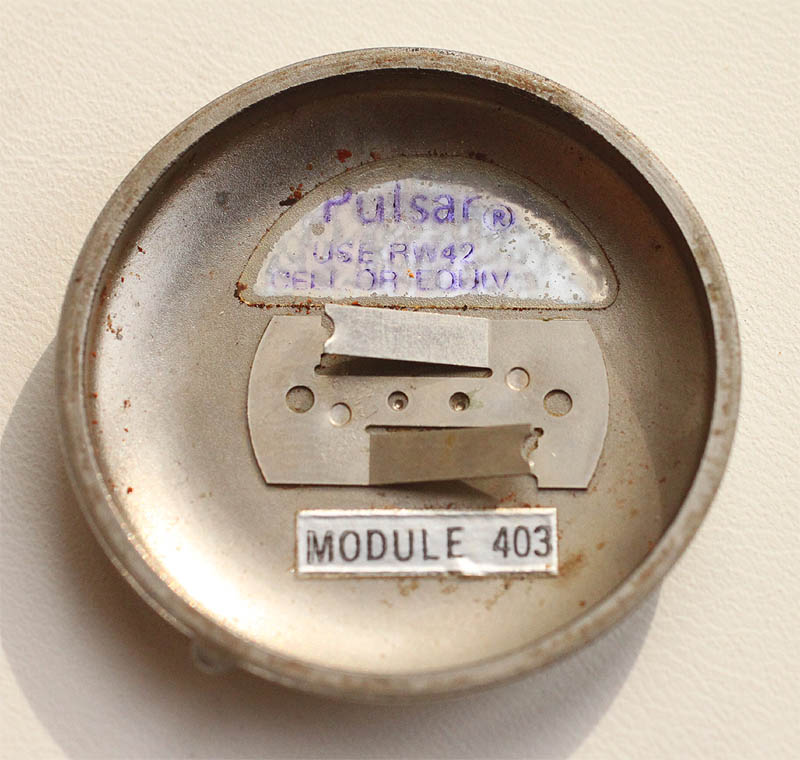 Pulsar®
USE RW42
CELL OR EQUIV.
MODULE 403